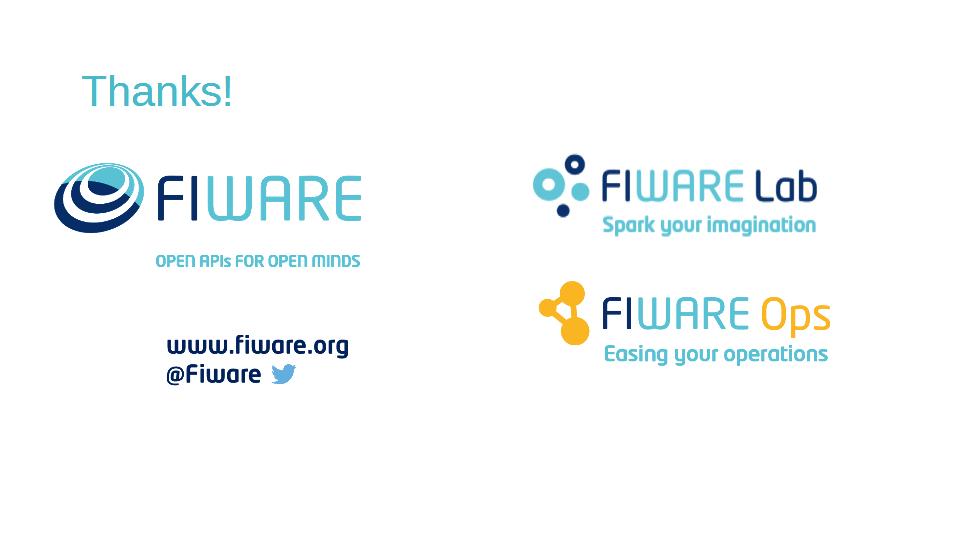 Thanks!
FIWARE
OPEN APIs FOR OPEN MINDS
www.fiware.org
@Fiware
FIWARE Lab
Spark your imagination
FIWARE Ops
Easing your operations